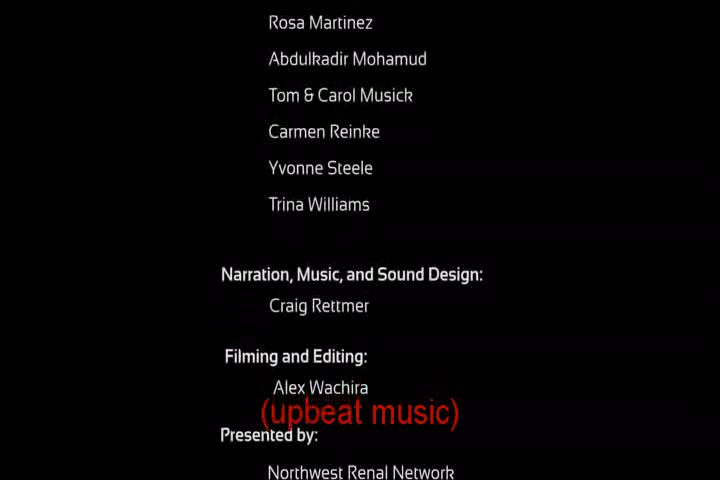 Rosa Martinez
Abdulkadir Mohamud
Tom & Carol Musick
Carmen Reinke
Yvonne Steele
Trina Williams
Narration, Music, and Sound Design:
Craig Rettmer
Filming and Editing:
Alex Wachira
(upbeat music)
Presented by:
Northwest Renal Network